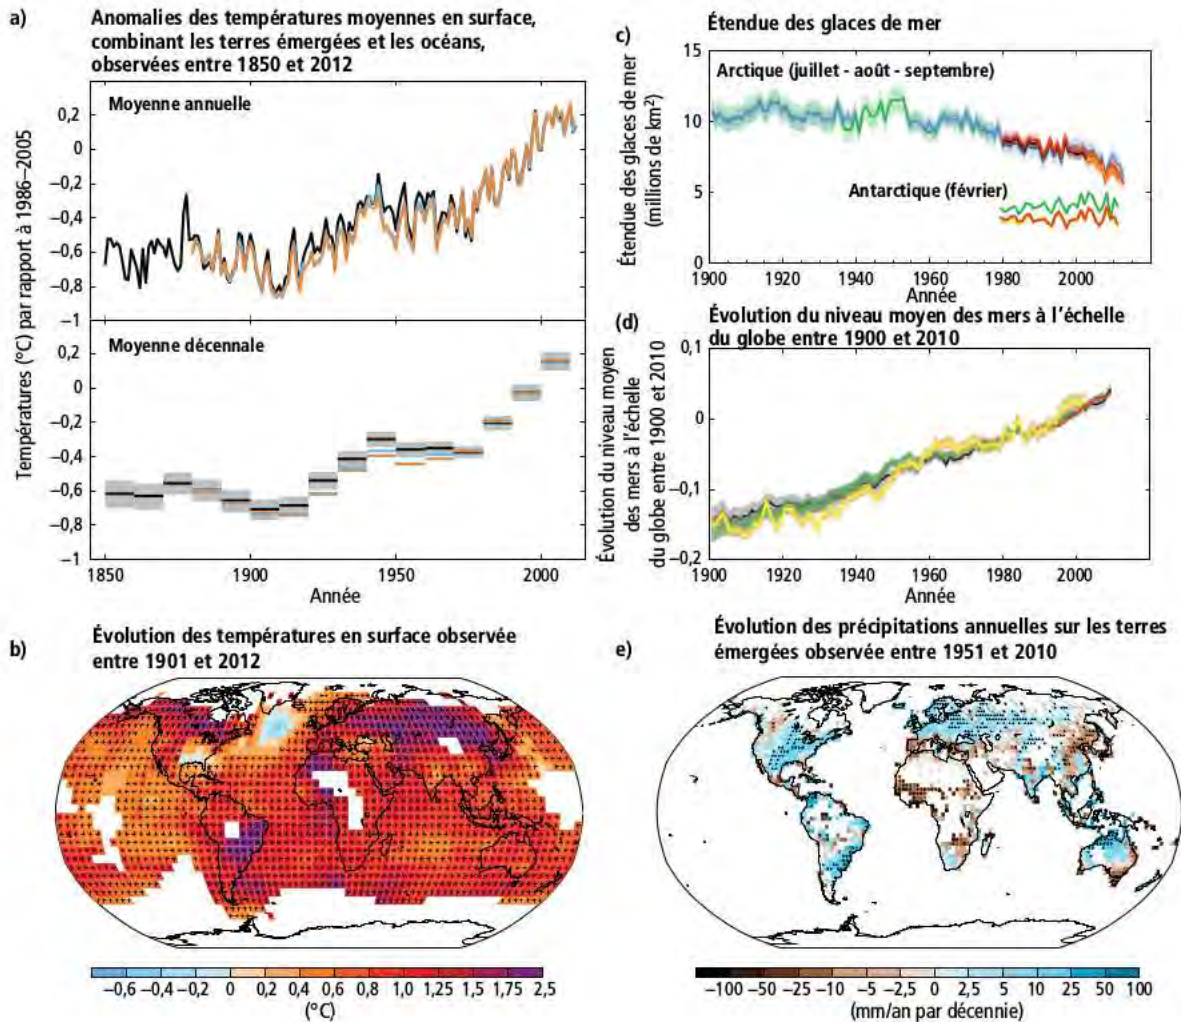 a)
Anomalies des températures moyennes en surface,
combinant les terres émergées et les océans,
observées entre 1850 et 2012
Moyenne annuelle
0,2
0
−0,2
−0,4
−0,6
−0,8
−1
Moyenne décennale
0,2
0
−0,2
−0,4
−0,6
−0,8
−1
Températures (°C) par rapport à 1986–2005
1850
1900
1950
2000
Année
c)
Étendue des glaces de mer
15
10
5
0
Étendue des glaces de mer
(millions de km²)
Arctique (juillet - août - septembre)
Antarctique (février)
1900
1920
1940
1960
1980
2000
Année
(d)
Évolution du niveau moyen des mers à l’échelle
du globe entre 1900 et 2010
0,1
0
−0,1
−0,2
Évolution du niveau moyen
des mers à l’échelle
du globe entre 1900 et 2010
1900
1920
1940
1960
1980
2000
Année
b)
Évolution des températures en surface observée
entre 1901 et 2012
−0,6
−0,4
−0,2
0
0,2
0,4
0,6
0,8
1,0
1,25
1,75
2,5
(°C)
e)
Évolution des précipitations annuelles sur les terres
émergées observée entre 1951 et 2010
−100
−50
−25
−10
−5
−2,5
0
2,5
5
10
25
50
100
(mm/an par décennie)